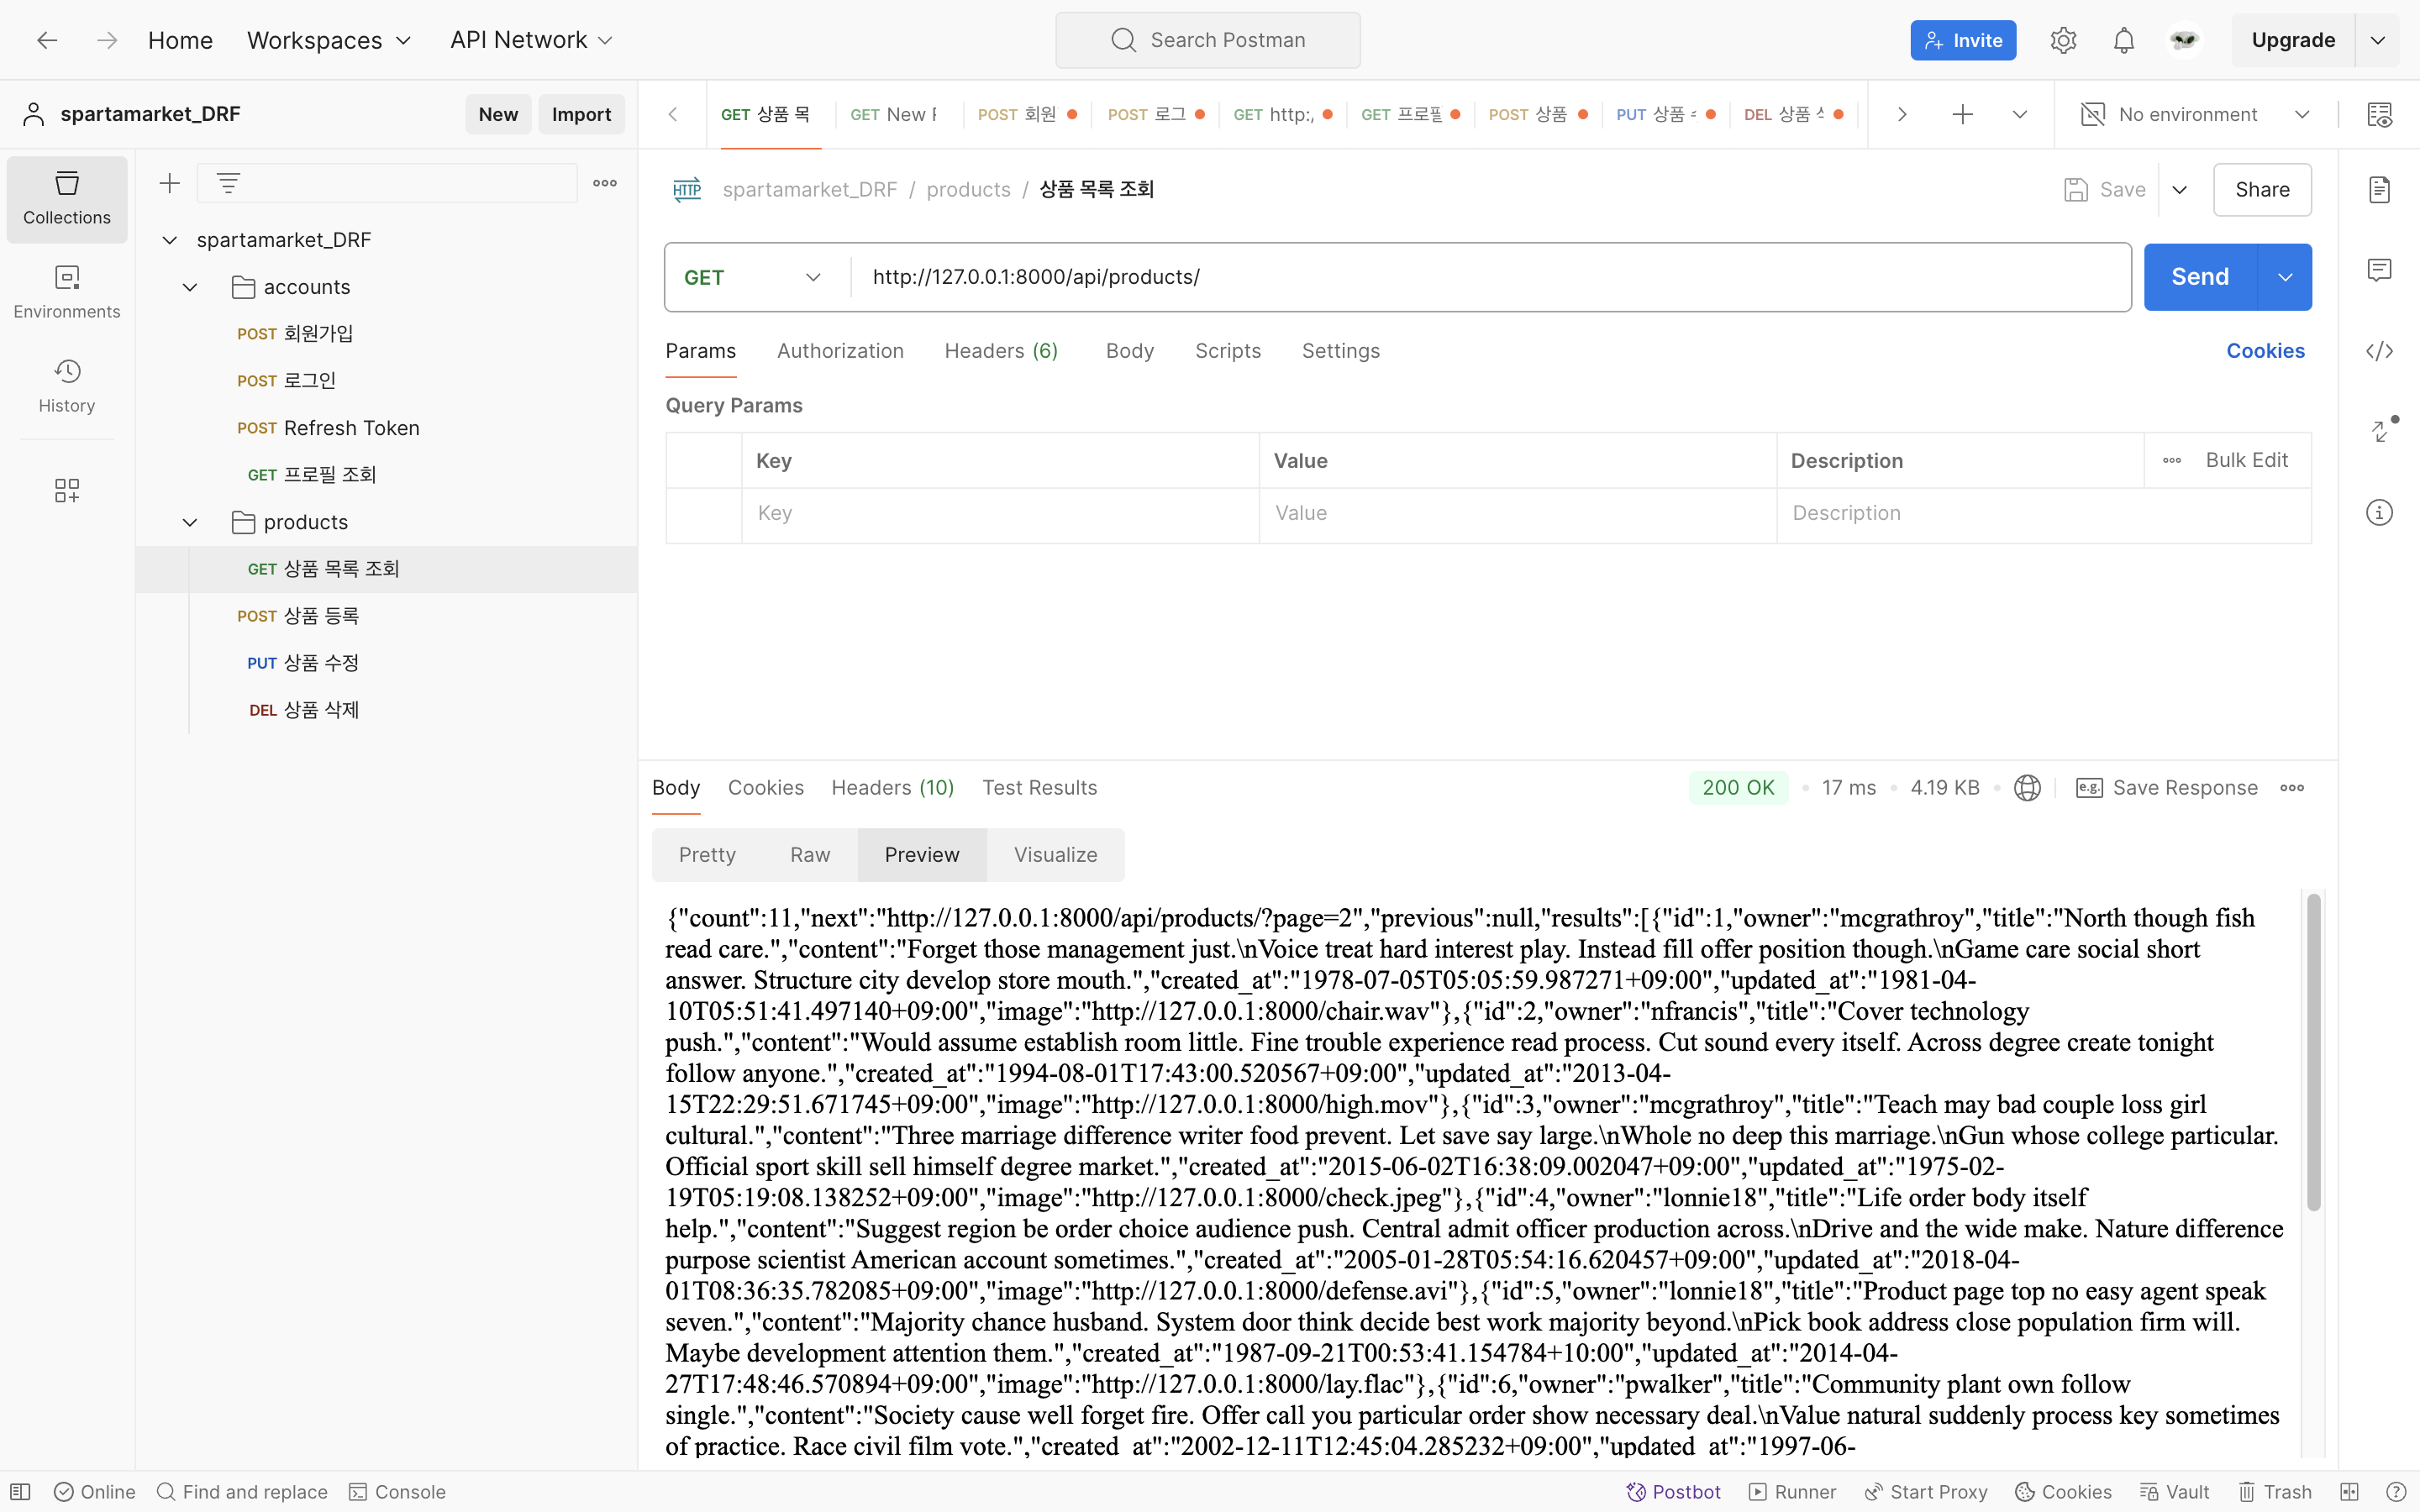 Home Workspaces API Network Search Postman Invite Upgrade
spartamarket_DRF New Import
GET 상품 목 GET New POST 회원 POST 로그 GET http:/ GET 프로필 POST 상품 PUT 상품 DEL 상품 No environment
Collections
Environments
History
spartamarket_DRF
accounts
POST 회원가입
POST 로그인
POST Refresh Token
GET 프로필 조회
products
GET 상품 목록 조회
POST 상품 등록
PUT 상품 수정
DEL 상품 삭제
HTTP spartamarket_DRF / products / 상품 목록 조회 Save Share
GET http://127.0.0.1:8000/api/products/ Send
Params Authorization Headers (6) Body Scripts Settings Cookies
Query Params
Key Value Description Bulk Edit
Key Value Description
Body Cookies Headers (10) Test Results 200 OK 17 ms 4.19 KB e.g. Save Response
Pretty Raw Preview Visualize
{"count":11,"next":"http://127.0.0.1:8000/api/products/?page=2","previous":null,"results":[{"id":1,"owner":"mcgrathroy","title":"North though fish
read care.","content":"Forget those management just.\nVoice treat hard interest play. Instead fill offer position though.\nGame care social short
answer. Structure city develop store mouth.","created_at":"1978-07-05T05:05:59.987271+09:00","updated_at":"1981-04-
10T05:51:41.497140+09:00","image":"http://127.0.0.1:8000/chair.wav"},{"id":2,"owner":"nfrancis","title":"Cover technology
push.","content":"Would assume establish room little. Fine trouble experience read process. Cut sound every itself. Across degree create tonight
follow anyone.","created_at":"1994-08-01T17:43:00.520567+09:00","updated_at":"2013-04-
15T22:29:51.671745+09:00","image":"http://127.0.0.1:8000/high.mov"},{"id":3,"owner":"mcgrathroy","title":"Teach may bad couple loss girl
cultural.","content":"Three marriage difference writer food prevent. Let save say large.\nWhole no deep this marriage.\nGun whose college particular.
Official sport skill sell himself degree market.","created_at":"2015-06-02T16:38:09.002047+09:00","updated_at":"1975-02-
19T05:19:08.138252+09:00","image":"http://127.0.0.1:8000/check.jpeg"},{"id":4,"owner":"lonnie18","title":"Life order body itself
help.","content":"Suggest region be order choice audience push. Central admit officer production across.\nDrive and the wide make. Nature difference
purpose scientist American account sometimes.","created_at":"2005-01-28T05:54:16.620457+09:00","updated_at":"2018-04-
01T08:36:35.782085+09:00","image":"http://127.0.0.1:8000/defense.avi"},{"id":5,"owner":"lonnie18","title":"Product page top no easy agent speak
seven.","content":"Majority chance husband. System door think decide best work majority beyond.\nPick book address close population firm will.
Maybe development attention them.","created_at":"1987-09-21T00:53:41.154784+10:00","updated_at":"2014-04-
27T17:48:46.570894+09:00","image":"http://127.0.0.1:8000/lay.flac"},{"id":6,"owner":"pwalker","title":"Community plant own follow
single.","content":"Society cause well forget fire. Offer call you particular order show necessary deal.\nValue natural suddenly process key sometimes
of practice. Race civil film vote.","created_at":"2002-12-11T12:45:04.285232+09:00","updated_at":"1997-06-
Online Find and replace Console Postbot Runner Start Proxy Cookies Vault Trash